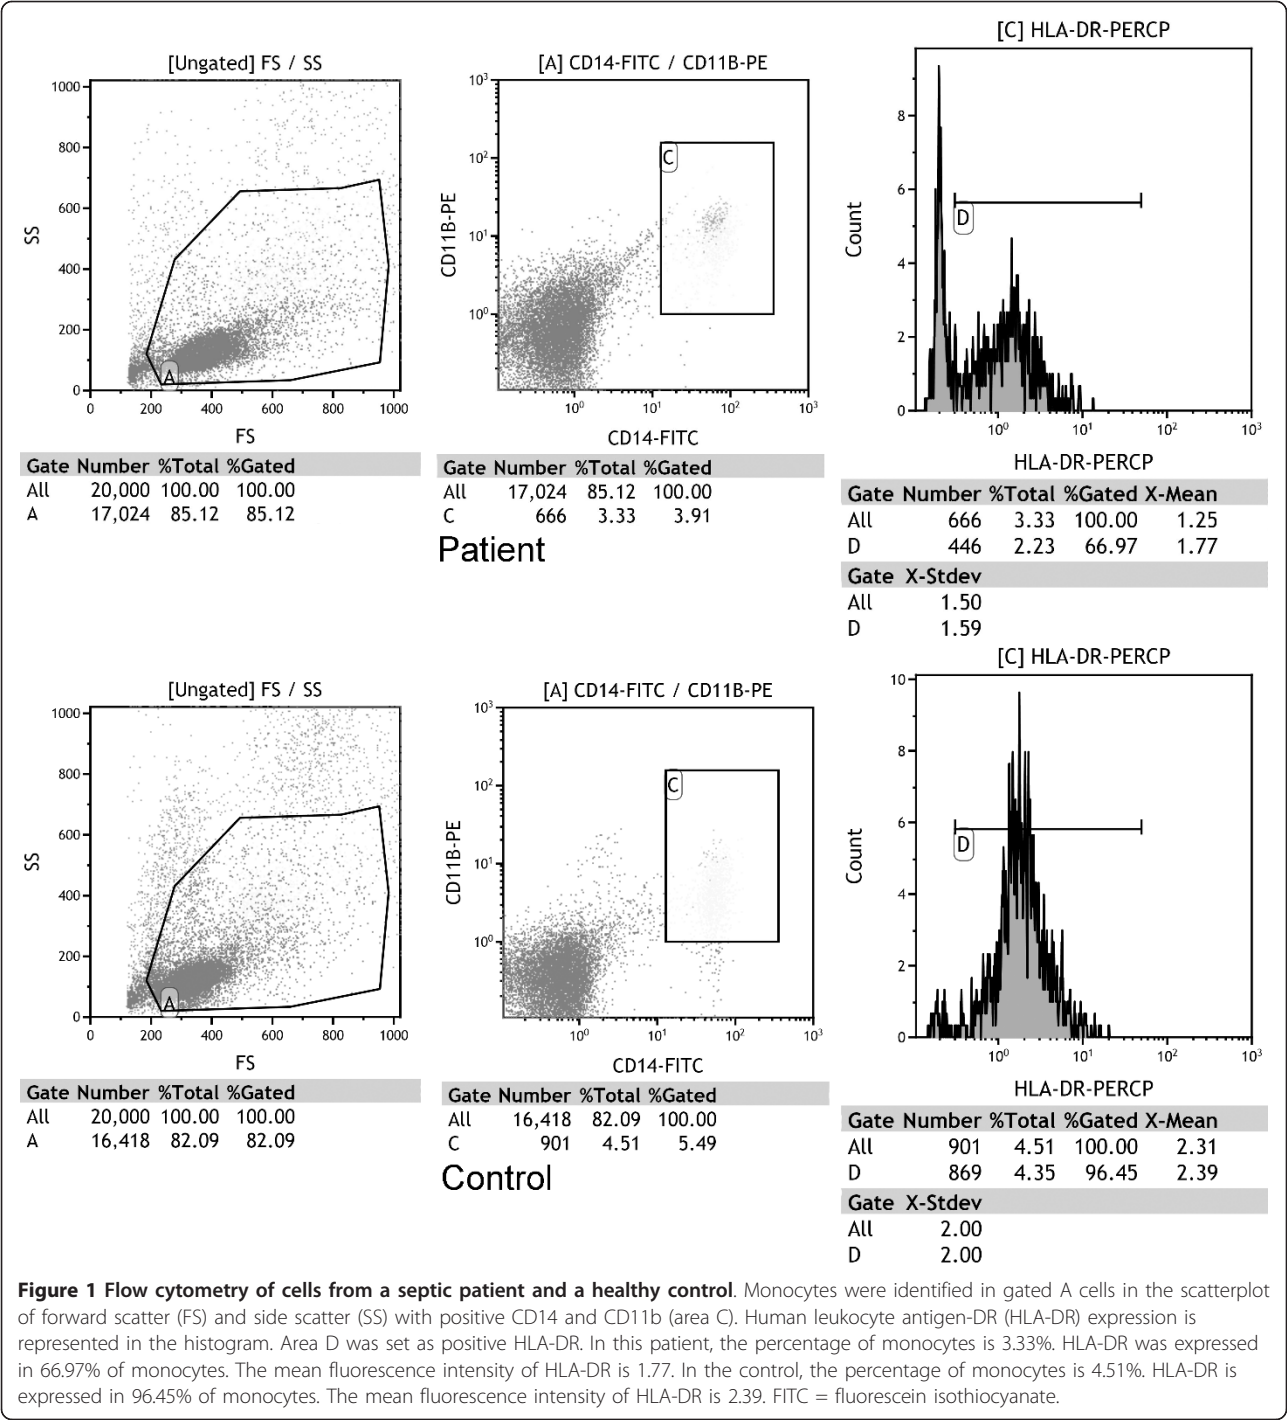 [Ungated] FS / SS
1000
800
600
400
200
0
SS
A
0 200 400 600 800 1000
FS
Gate Number %Total %Gated
All 20,000 100.00 100.00
A 17,024 85.12 85.12
[A] CD14-FITC / CD11B-PE
10³
10²
10¹
10⁰
CD11B-PE
C
10⁰ 10¹ 10² 10³
CD14-FITC
Gate Number %Total %Gated
All 17,024 85.12 100.00
C 666 3.33 3.91
Patient
[C] HLA-DR-PERCP
8
6
4
2
0
Count
D
10⁰ 10¹ 10² 10³
HLA-DR-PERCP
Gate Number %Total %Gated X-Mean
All 666 3.33 100.00 1.25
D 446 2.23 66.97 1.77
Gate X-Stdev
All 1.50
D 1.59
[Ungated] FS / SS
1000
800
600
400
200
0
SS
A
0 200 400 600 800 1000
FS
Gate Number %Total %Gated
All 20,000 100.00 100.00
A 16,418 82.09 82.09
[A] CD14-FITC / CD11B-PE
10³
10²
10¹
10⁰
CD11B-PE
C
10⁰ 10¹ 10² 10³
CD14-FITC
Gate Number %Total %Gated
All 16,418 82.09 100.00
C 901 4.51 5.49
Control
[C] HLA-DR-PERCP
10
8
6
4
2
0
Count
D
10⁰ 10¹ 10² 10³
HLA-DR-PERCP
Gate Number %Total %Gated X-Mean
All 901 4.51 100.00 2.31
D 869 4.35 96.45 2.39
Gate X-Stdev
All 2.00
D 2.00
Figure 1 Flow cytometry of cells from a septic patient and a healthy control. Monocytes were identified in gated A cells in the scatterplot
of forward scatter (FS) and side scatter (SS) with positive CD14 and CD11b (area C). Human leukocyte antigen-DR (HLA-DR) expression is
represented in the histogram. Area D was set as positive HLA-DR. In this patient, the percentage of monocytes is 3.33%. HLA-DR was expressed
in 66.97% of monocytes. The mean fluorescence intensity of HLA-DR is 1.77. In the control, the percentage of monocytes is 4.51%. HLA-DR is
expressed in 96.45% of monocytes. The mean fluorescence intensity of HLA-DR is 2.39. FITC = fluorescein isothiocyanate.